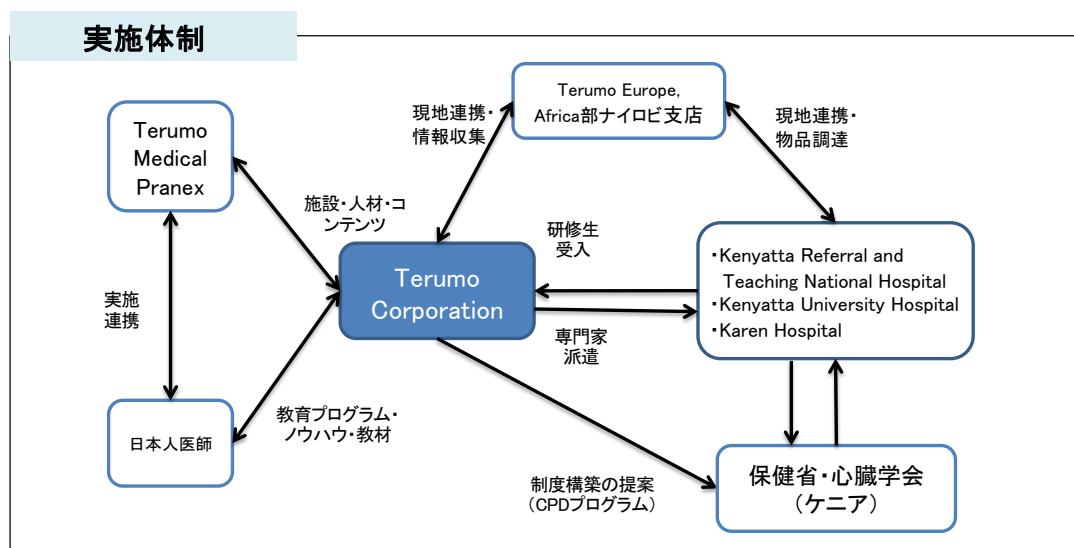 実施体制
Terumo Europe,
Africa部ナイロビ支店
Terumo
Medical
Pranex
現地連携・
情報収集
現地連携・
物品調達
施設・人材・コ
ンテンツ
研修生
受入
Terumo
Corporation
・Kenyatta Referral and
Teaching National Hospital
・Kenyatta University Hospital
・Karen Hospital
実施
連携
専門家
派遣
日本人医師
教育プログラム・
ノウハウ・教材
制度構築の提案
（CPDプログラム）
保健省・心臓学会
（ケニア）